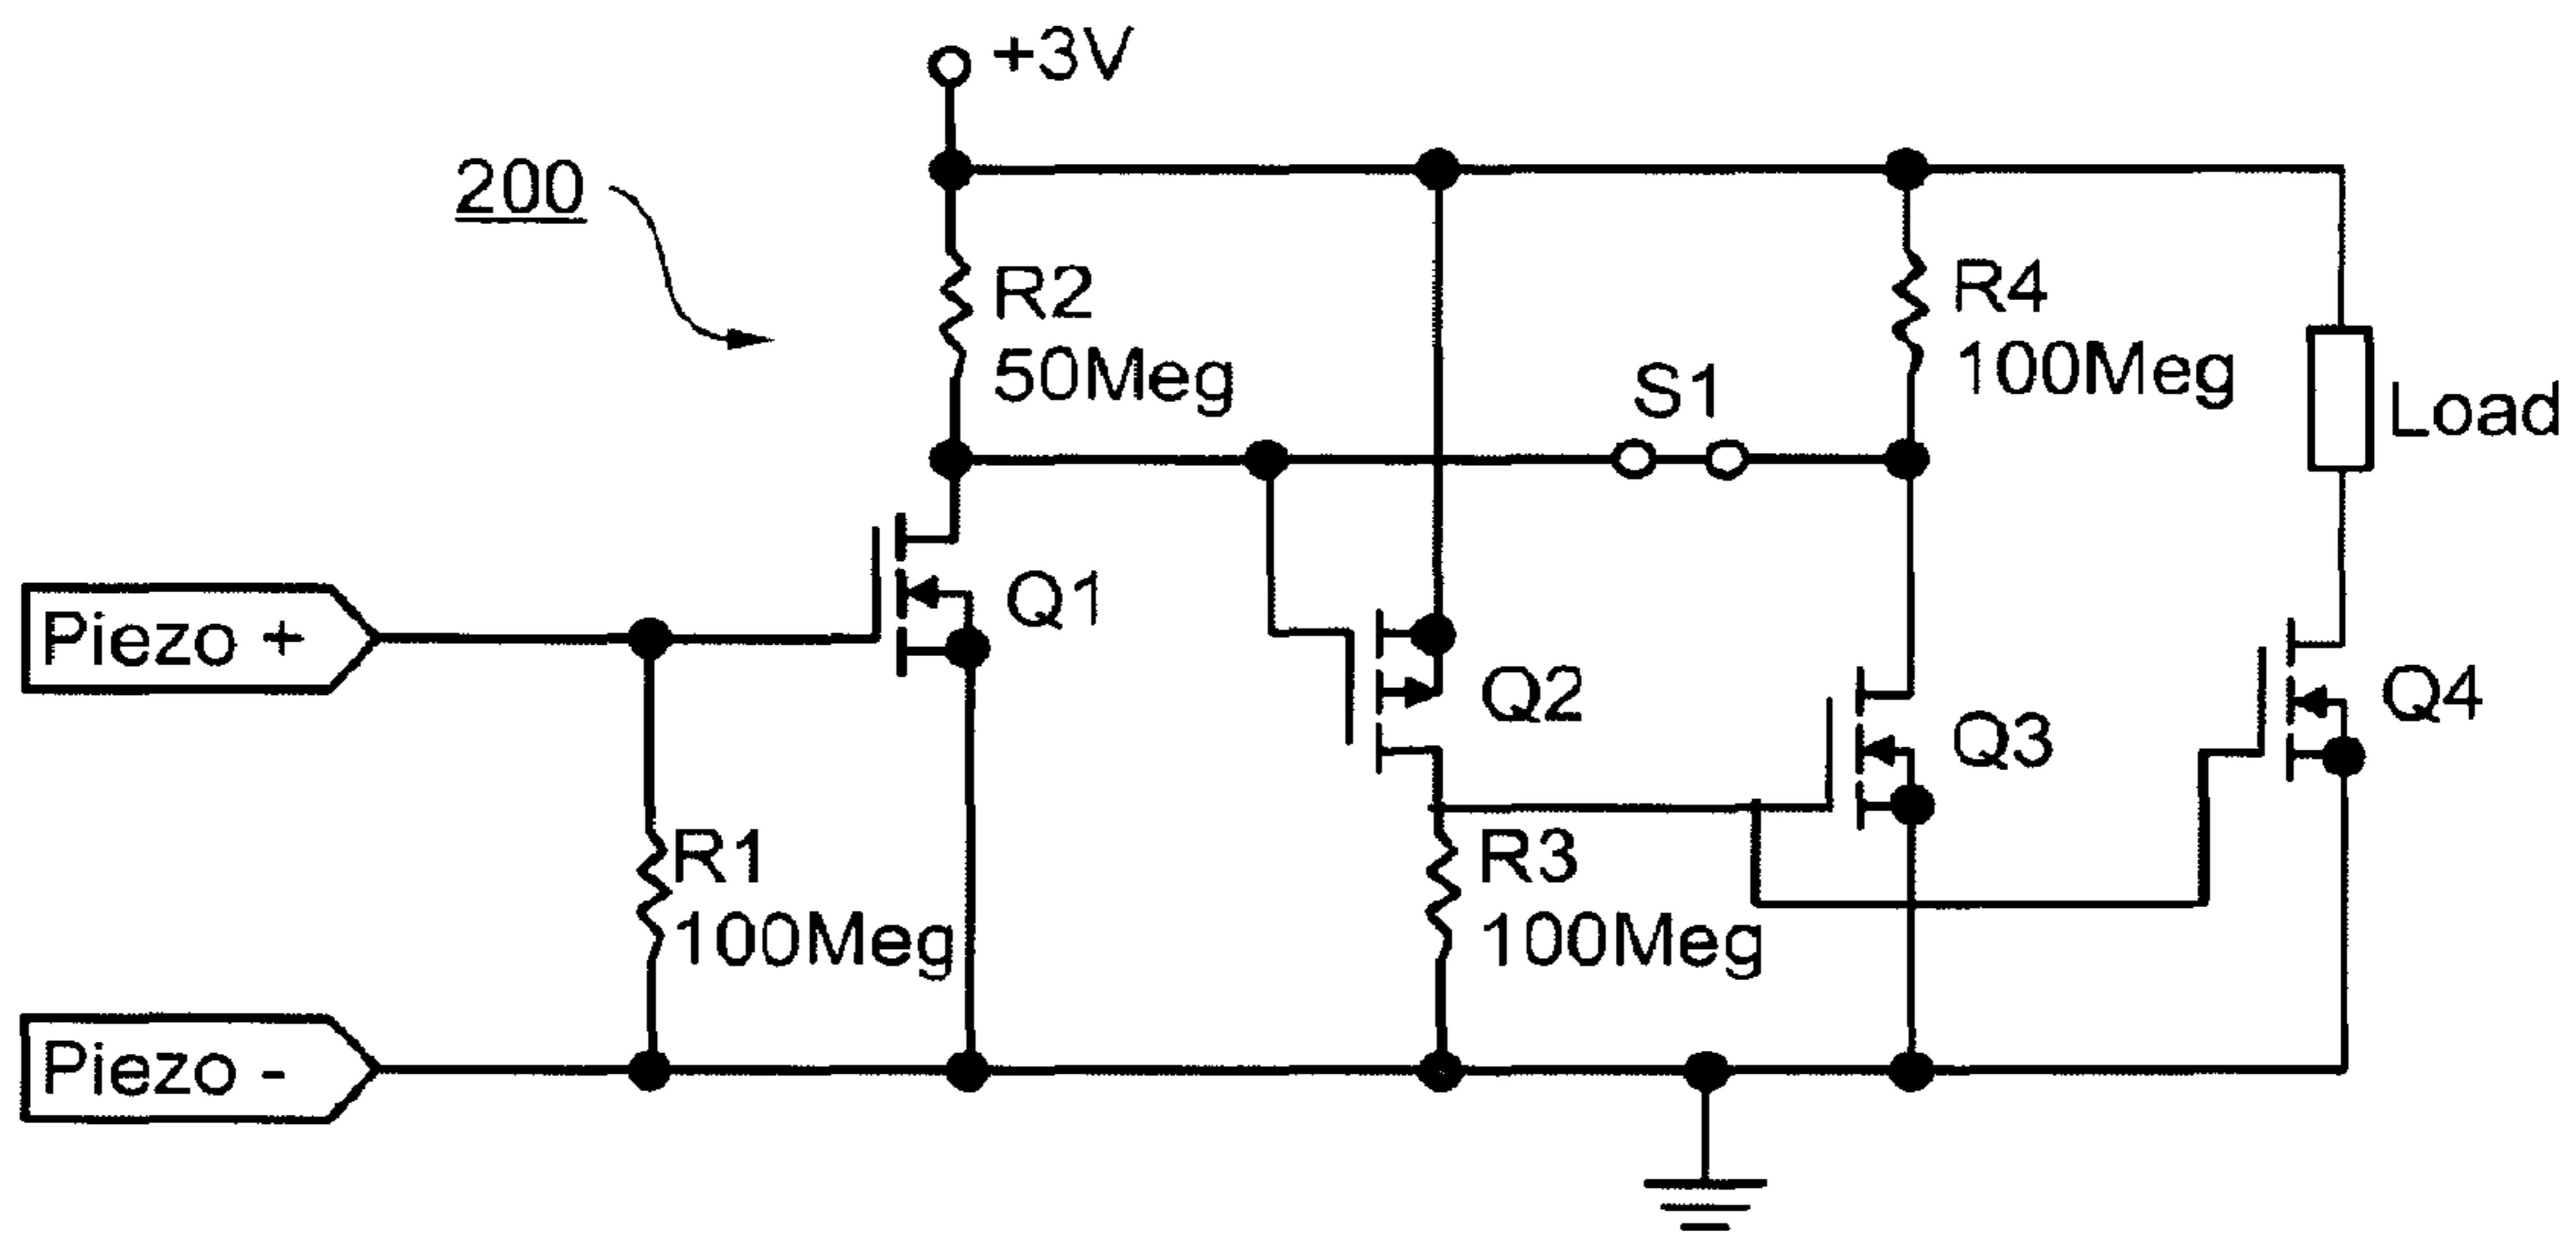 +3V
200
R2
50Meg
R4
100Meg
S1
Load
Piezo +
Q1
Q2
Q3
Q4
R1
100Meg
R3
100Meg
Piezo -